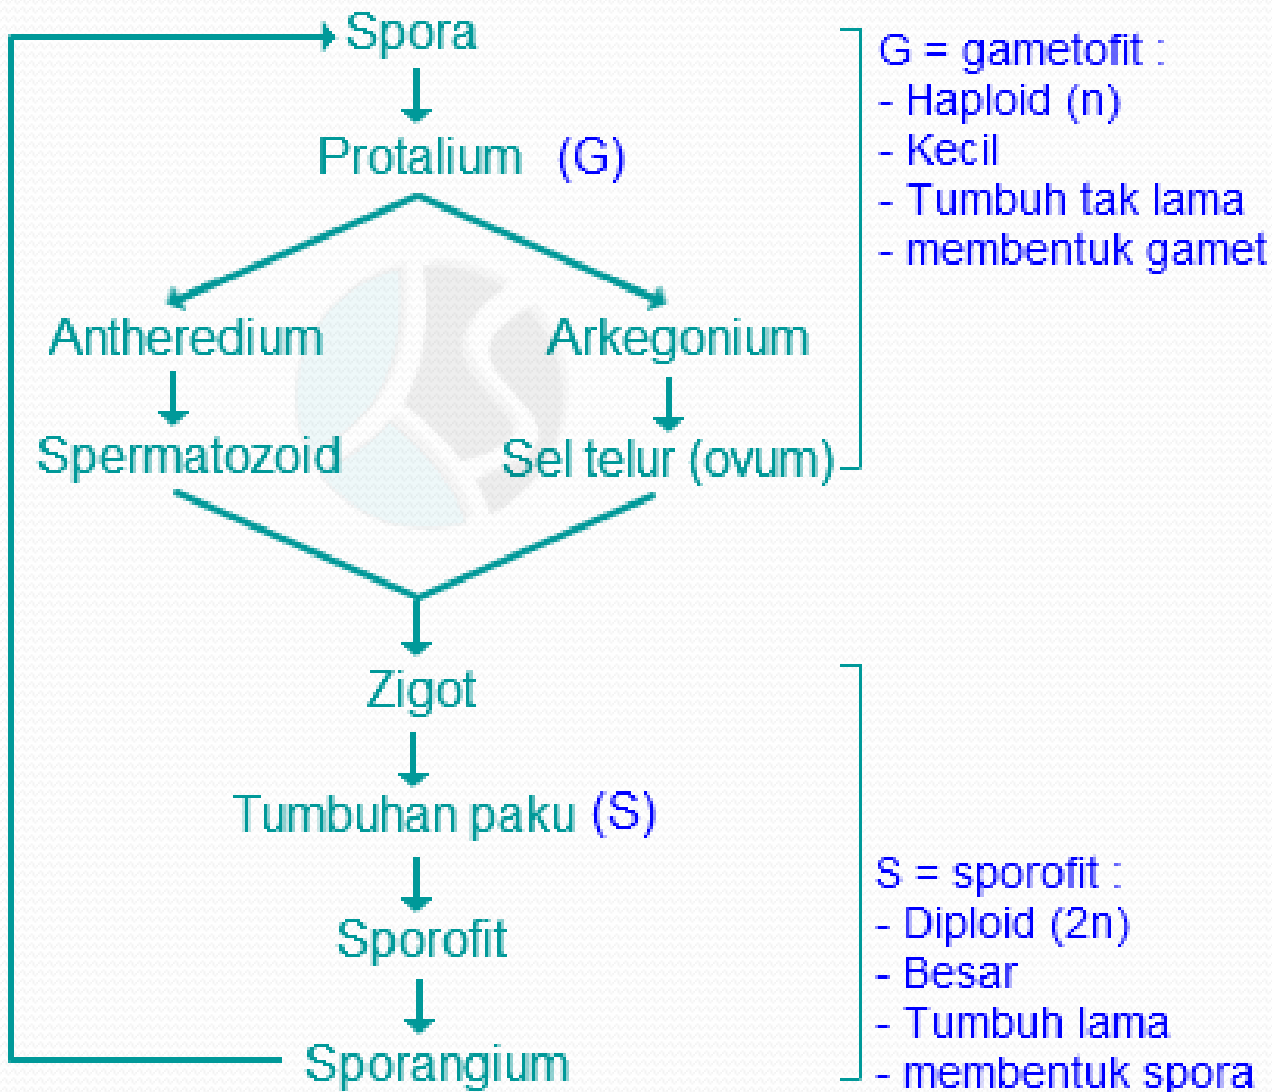 Spora
Protalium (G)
Antheredium
Arkegonium
Spermatozoid
Sel telur (ovum)
Zigot
Tumbuhan paku (S)
Sporofit
Sporangium
G = gametofit :
- Haploid (n)
- Kecil
- Tumbuh tak lama
- membentuk gamet
S = sporofit :
- Diploid (2n)
- Besar
- Tumbuh lama
- membentuk spora